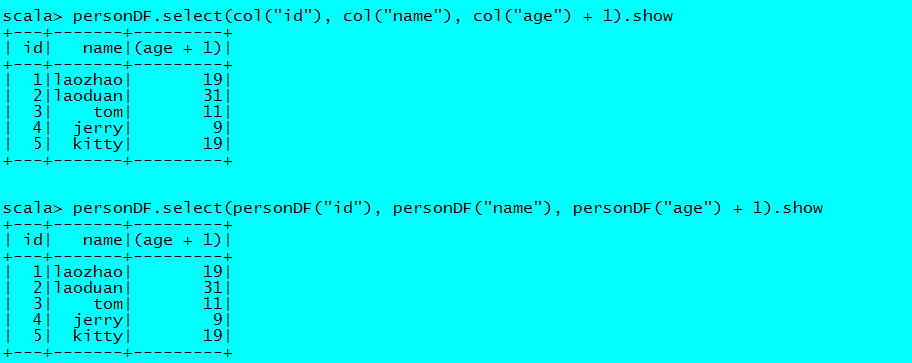 scala> personDF.select(col("id"), col("name"), col("age") + 1).show
+---+-------+---------+
| id|   name|(age + 1)|
+---+-------+---------+
|  1|laozhao|       19|
|  2|laoduan|       31|
|  3|    tom|       11|
|  4|  jerry|        9|
|  5|  kitty|       19|
+---+-------+---------+
scala> personDF.select(personDF("id"), personDF("name"), personDF("age") + 1).show
+---+-------+---------+
| id|   name|(age + 1)|
+---+-------+---------+
|  1|laozhao|       19|
|  2|laoduan|       31|
|  3|    tom|       11|
|  4|  jerry|        9|
|  5|  kitty|       19|
+---+-------+---------+